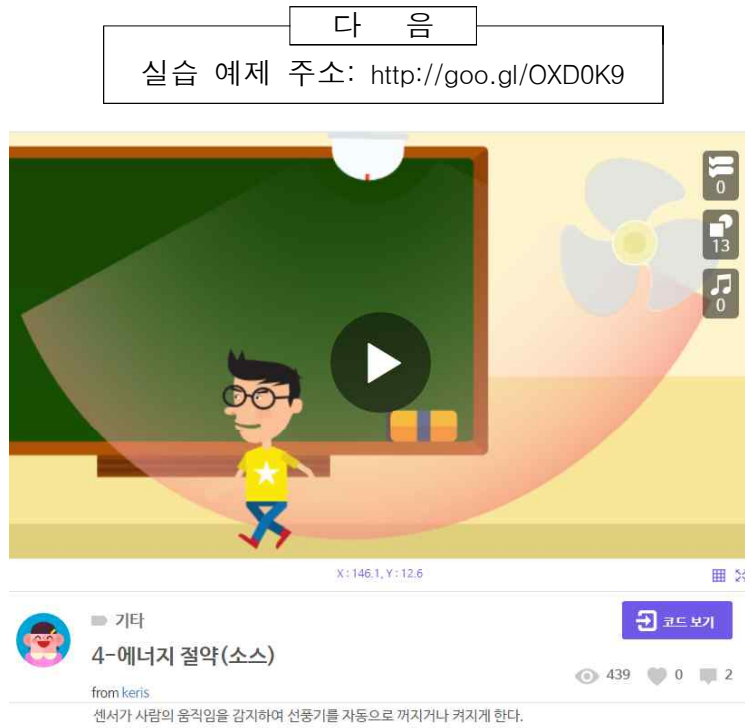 다 음
실습 예제 주소: http://goo.gl/OXD0K9
0
13
0
X : 146.1, Y : 12.6
기타
코드 보기
4-에너지 절약(소스)
439 0 2
from keris
센서가 사람의 움직임을 감지하여 선풍기를 자동으로 꺼지거나 켜지게 한다.